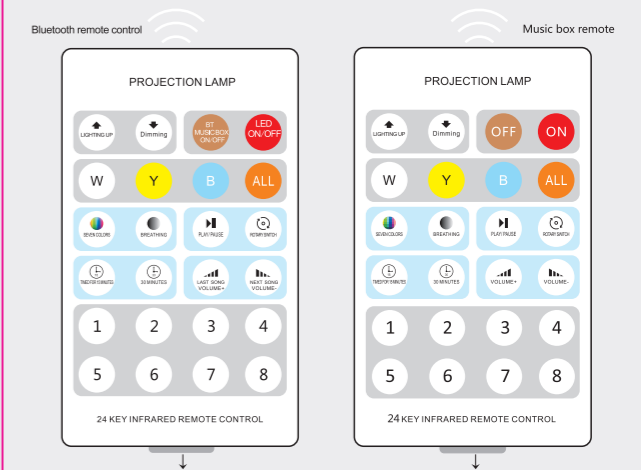 Bluetooth remote control
PROJECTION LAMP
LIGHTING UP
Dimming
BT
MUSICBOX
ON/OFF
LED
ON/OFF
W
Y
B
ALL
SEVEN COLORS
BREATHING
PLAY/ PAUSE
ROTARY SWITCH
30 MINUTES
LAST SONG
VOLUME+
NEXT SONG
VOLUME-
1
2
3
4
5
6
7
8
24 KEY INFRARED REMOTE CONTROL
Music box remote
PROJECTION LAMP
LIGHTING UP
Dimming
OFF
ON
W
Y
B
ALL
SEVEN COLORS
BREATHING
PLAY/ PAUSE
ROTARY SWITCH
30 MINUTES
VOLUME+
VOLUME-
1
2
3
4
5
6
7
8
24 KEY INFRARED REMOTE CONTROL